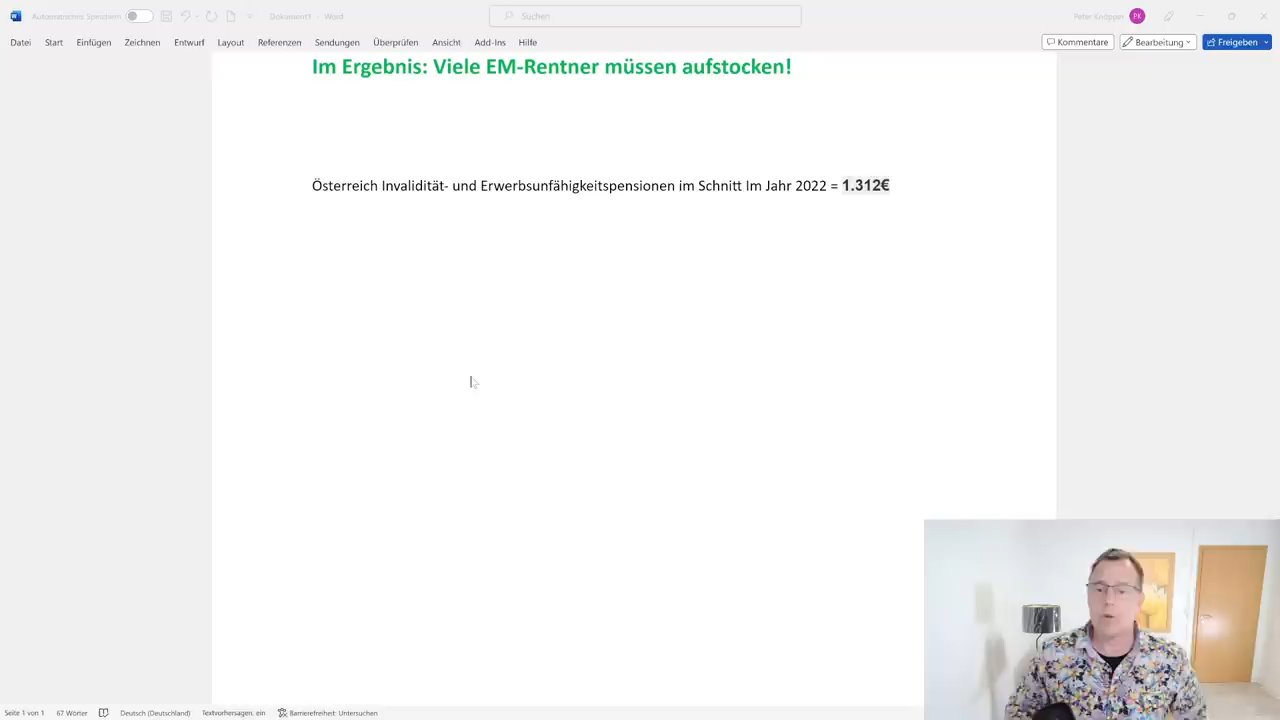 Automatisches Speichern
Dokument1 - Word
Suchen
Peter Knöpper
PK
Datei Start Einfügen Zeichnen Entwurf Layout Referenzen Sendungen Überprüfen Ansicht Add-Ins Hilfe
Kommentare Bearbeitung Freigeben
Im Ergebnis: Viele EM-Rentner müssen aufstocken!
Österreich Invalidität- und Erwerbsunfähigkeitspensionen im Schnitt Im Jahr 2022 = 1.312€
Seite 1 von 1 67 Wörter Deutsch (Deutschland) Textvorhersagen: ein Barrierefreiheit: Untersuchen